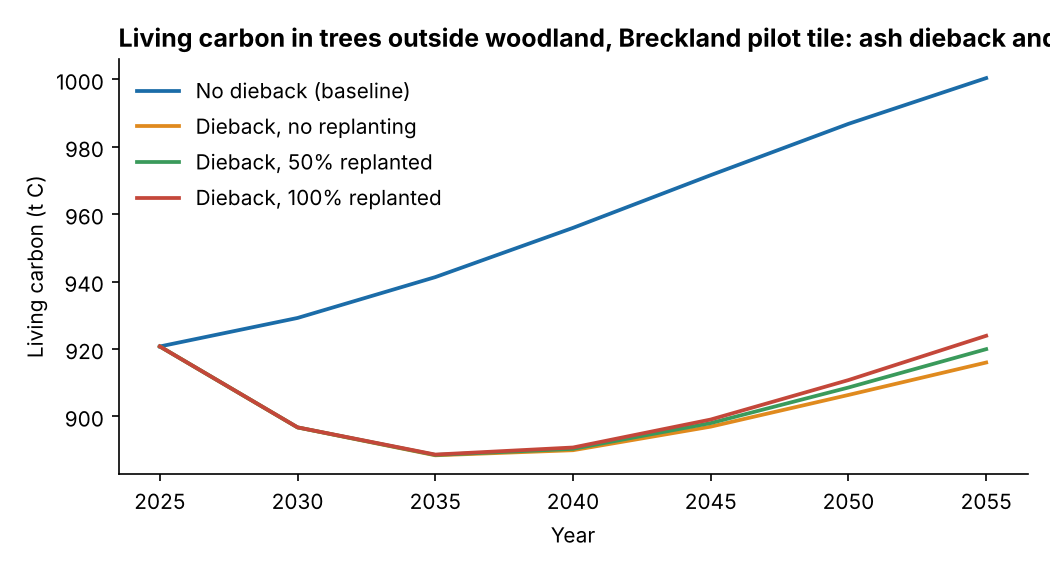 Living carbon in trees outside woodland, Breckland pilot tile: ash dieback and
No dieback (baseline)
Dieback, no replanting
Dieback, 50% replanted
Dieback, 100% replanted
1000
980
960
940
920
900
Living carbon (t C)
2025 2030 2035 2040 2045 2050 2055
Year